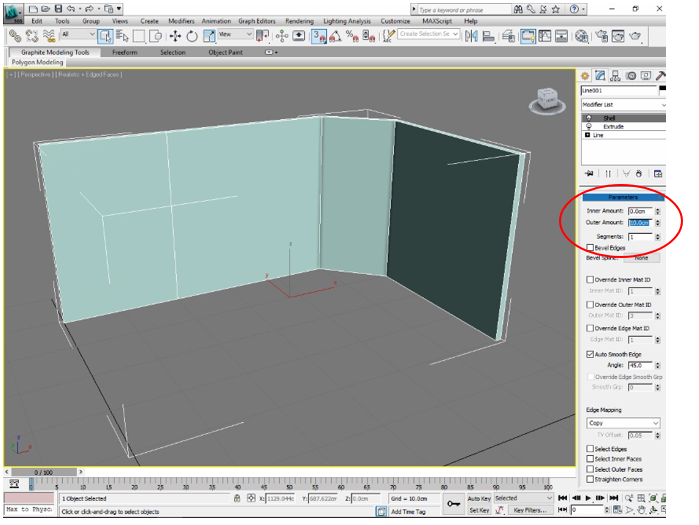 Type a keyword or phrase
Edit Tools Group Views Create Modifiers Animation Graph Editors Rendering Lighting Analysis Customize MAXScript Help
All View Create Selection Se
Graphite Modeling Tools Freeform Selection Object Paint
Polygon Modeling
[ + ] [ Perspective ] [ Realistic + Edged Faces ]
FRONT
Line001
Modifier List
Shell
Extrude
Line
Parameters
Inner Amount: 0.0cm
Outer Amount: 10.0cm
Segments: 1
Bevel Edges
Bevel Spline: None
Override Inner Mat ID
Inner Mat ID: 1
Override Outer Mat ID
Outer Mat ID: 3
Override Edge Mat ID
Edge Mat ID: 1
Auto Smooth Edge
Angle: 45.0
Override Edge Smooth Grp
Smooth Grp: 0
Edge Mapping
Copy
TV Offset: 0.05
Select Edges
Select Inner Faces
Select Outer Faces
Straighten Corners
0 / 100
0 5 10 15 20 25 30 35 40 45 50 55 60 65 70 75 80 85 90 95 100
1 Object Selected X: 1129.044c Y: 687.622cm Z: 0.0cm Grid = 10.0cm Auto Key Selected
Max to Physc Click or click-and-drag to select objects Add Time Tag Set Key Key Filters... 0